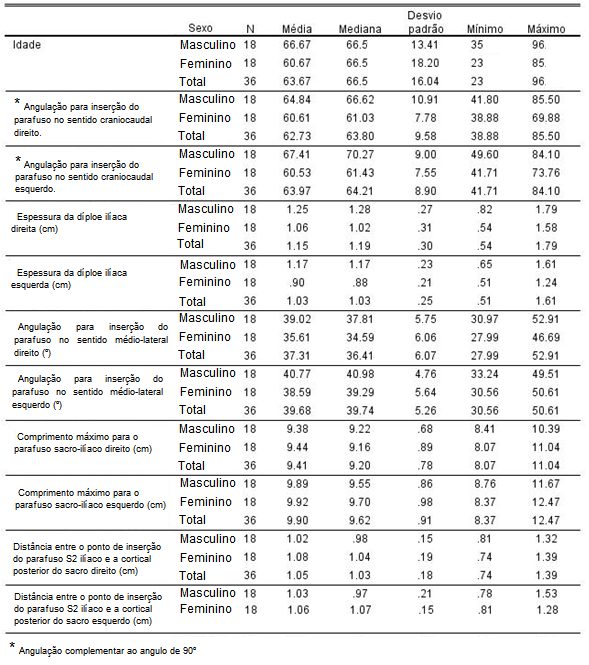 Sexo N Média Mediana Desvio padrão Mínimo Máximo
Idade Masculino 18 66.67 66.5 13.41 35 96.
Feminino 18 60.67 66.5 18.20 23 85.
Total 36 63.67 66.5 16.04 23 96.
* Angulação para inserção do parafuso no sentido craniocaudal direito. Masculino 18 64.84 66.62 10.91 41.80 85.50
Feminino 18 60.61 61.03 7.78 38.88 69.88
Total 36 62.73 63.80 9.58 38.88 85.50
* Angulação para inserção do parafuso no sentido craniocaudal esquerdo. Masculino 18 67.41 70.27 9.00 49.60 84.10
Feminino 18 60.53 61.43 7.55 41.71 73.76
Total 36 63.97 64.21 8.90 41.71 84.10
Espessura da díploe ilíaca direita (cm) Masculino 18 1.25 1.28 .27 .82 1.79
Feminino 18 1.06 1.02 .31 .54 1.58
Total 36 1.15 1.19 .30 .54 1.79
Espessura da díploe ilíaca esquerda (cm) Masculino 18 1.17 1.17 .23 .65 1.61
Feminino 18 .90 .88 .21 .51 1.24
Total 36 1.03 1.03 .25 .51 1.61
Angulação para inserção do parafuso no sentido médio-lateral direito (º) Masculino 18 39.02 37.81 5.75 30.97 52.91
Feminino 18 35.61 34.59 6.06 27.99 46.69
Total 36 37.31 36.41 6.07 27.99 52.91
Angulação para inserção do parafuso no sentido médio-lateral esquerdo (º) Masculino 18 40.77 40.98 4.76 33.24 49.51
Feminino 18 38.59 39.29 5.64 30.56 50.61
Total 36 39.68 39.74 5.26 30.56 50.61
Comprimento máximo para o parafuso sacro-ilíaco direito (cm) Masculino 18 9.38 9.22 .68 8.41 10.39
Feminino 18 9.44 9.16 .89 8.07 11.04
Total 36 9.41 9.20 .78 8.07 11.04
Comprimento máximo para o parafuso sacro-ilíaco esquerdo (cm) Masculino 18 9.89 9.55 .86 8.76 11.67
Feminino 18 9.92 9.70 .98 8.37 12.47
Total 36 9.90 9.62 .91 8.37 12.47
Distância entre o ponto de inserção do parafuso S2 ilíaco e a cortical posterior do sacro direito (cm) Masculino 18 1.02 .98 .15 .81 1.32
Feminino 18 1.08 1.04 .19 .74 1.39
Total 36 1.05 1.03 .18 .74 1.39
Distância entre o ponto de inserção do parafuso S2 ilíaco e a cortical posterior do sacro esquerdo (cm) Masculino 18 1.03 .97 .21 .78 1.53
Feminino 18 1.06 1.07 .15 .81 1.28
* Angulação complementar ao angulo de 90º